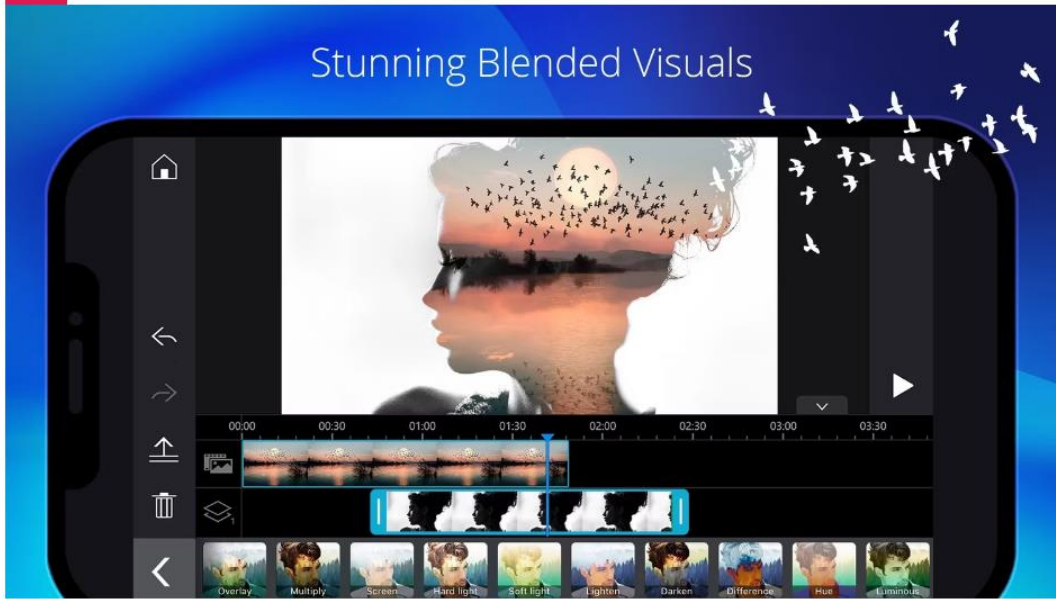 Stunning Blended Visuals
00:00 00:30 01:00 01:30 02:00 02:30 03:00 03:30
1
Overlay Multiply Screen Hard light Soft light Lighten Darken Difference Hue Luminous